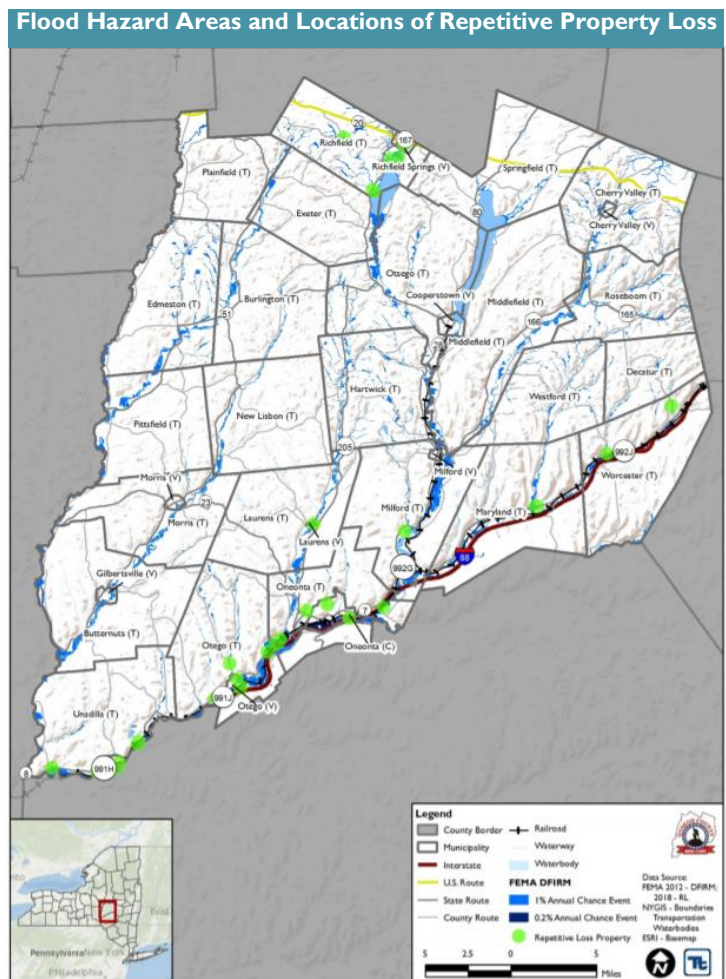 Flood Hazard Areas and Locations of Repetitive Property Loss
20
167
Richfield (T)
Richfield Springs (V)
Plainfield (T)
Springfield (T)
Cherry Valley (T)
Exeter (T)
80
Cherry Valley (V)
Otsego (T)
Edmeston (T)
Burlington (T)
Cooperstown (V)
Middlefield (T)
Roseboom (T)
51
166
165
28
Middlefield (T)
Hartwick (T)
Decatur (T)
Westford (T)
Pittsfield (T)
New Lisbon (T)
205
992J
Milford (V)
Worcester (T)
Morris (V)
23
Morris (T)
Laurens (T)
Milford (T)
Maryland (T)
Laurens (V)
88
992G
Gilbertsville (V)
Oneonta (T)
7
Butternuts (T)
Otego (T)
Oneonta (C)
991J
Otego (V)
Unadilla (T)
8
991H
Legend
County Border
Municipality
Interstate
U.S. Route
State Route
County Route
Railroad
Waterway
Waterbody
FEMA DFIRM
1% Annual Chance Event
0.2% Annual Chance Event
Repetitive Loss Property
Data Source:
FEMA 2012 - DFIRM;
2018 - RL
NYGIS - Boundaries
Transportation
Waterbodies
ESRI - Basemap
5 2.5 0 5
Miles
N
Tt
Pennsylvania
New York
Philadelphia